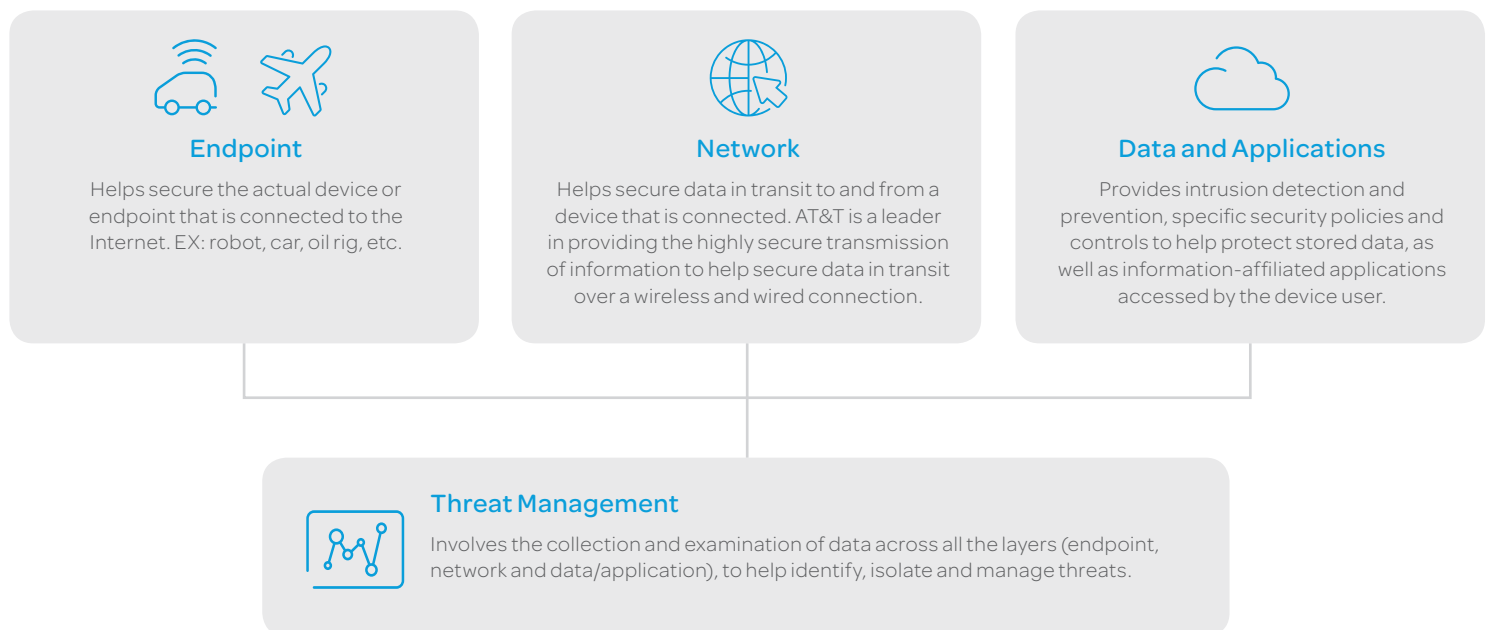 Endpoint
Helps secure the actual device or
endpoint that is connected to the
Internet. EX: robot, car, oil rig, etc.
Network
Helps secure data in transit to and from a
device that is connected. AT&T is a leader
in providing the highly secure transmission
of information to help secure data in transit
over a wireless and wired connection.
Data and Applications
Provides intrusion detection and
prevention, specific security policies and
controls to help protect stored data, as
well as information-affiliated applications
accessed by the device user.
Threat Management
Involves the collection and examination of data across all the layers (endpoint,
network and data/application), to help identify, isolate and manage threats.